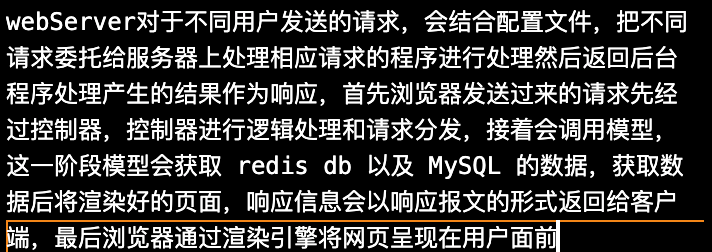 webServer对于不同用户发送的请求，会结合配置文件，把不同
请求委托给服务器上处理相应请求的程序进行处理然后返回后台
程序处理产生的结果作为响应，首先浏览器发送过来的请求先经
过控制器，控制器进行逻辑处理和请求分发，接着会调用模型，
这一阶段模型会获取 redis db 以及 MySQL 的数据，获取数
据后将渲染好的页面，响应信息会以响应报文的形式返回给客户
端，最后浏览器通过渲染引擎将网页呈现在用户面前